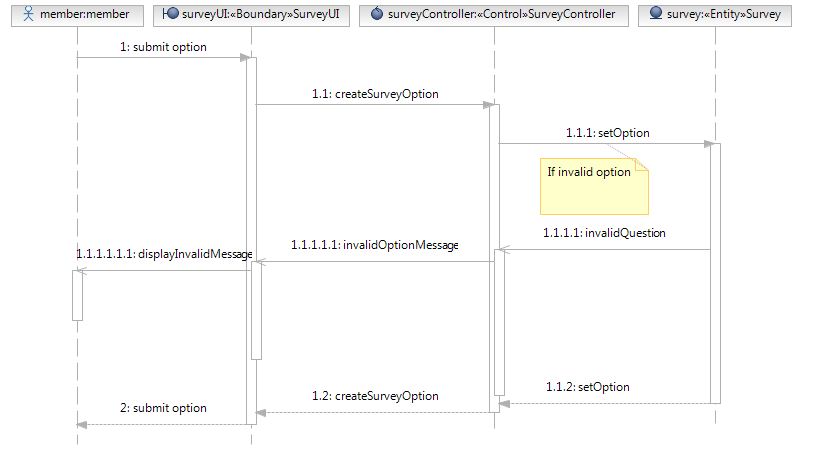 member:member
surveyUI:«Boundary»SurveyUI
surveyController:«Control»SurveyController
survey:«Entity»Survey
1: submit option
1.1: createSurveyOption
1.1.1: setOption
If invalid option
1.1.1.1: invalidQuestion
1.1.1.1.1: invalidOptionMessage
1.1.1.1.1.1: displayInvalidMessage
1.1.2: setOption
1.2: createSurveyOption
2: submit option